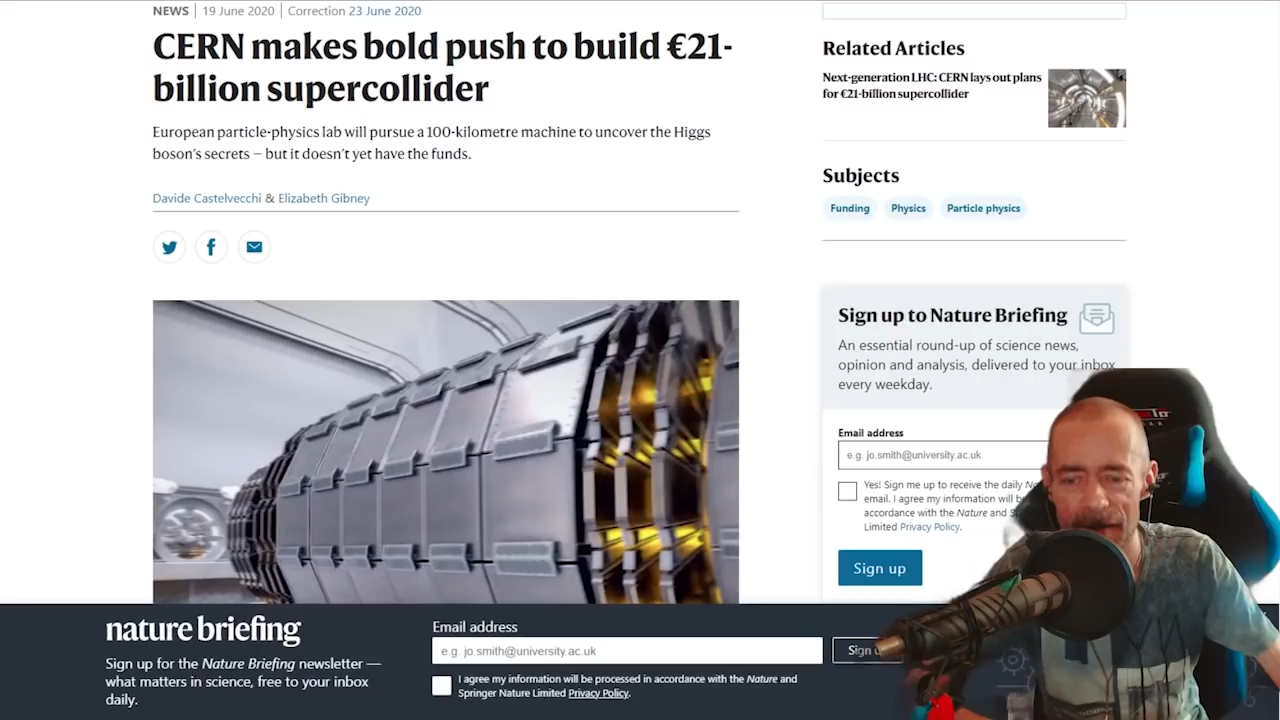 NEWS | 19 June 2020 | Correction 23 June 2020
CERN makes bold push to build €21-
billion supercollider
European particle-physics lab will pursue a 100-kilometre machine to uncover the Higgs
boson's secrets — but it doesn't yet have the funds.
Davide Castelvecchi & Elizabeth Gibney
Related Articles
Next-generation LHC: CERN lays out plans
for €21-billion supercollider
Subjects
Funding
Physics
Particle physics
Sign up to Nature Briefing
An essential round-up of science news,
opinion and analysis, delivered to your inbox
every weekday.
Email address
e.g. jo.smith@university.ac.uk
Yes! Sign me up to receive the daily
email. I agree my information will be
accordance with the Nature and
Limited Privacy Policy.
Sign up
nature briefing
Sign up for the Nature Briefing newsletter —
what matters in science, free to your inbox
daily.
Email address
e.g. jo.smith@university.ac.uk
Sign
I agree my information will be processed in accordance with the Nature and
Springer Nature Limited Privacy Policy.